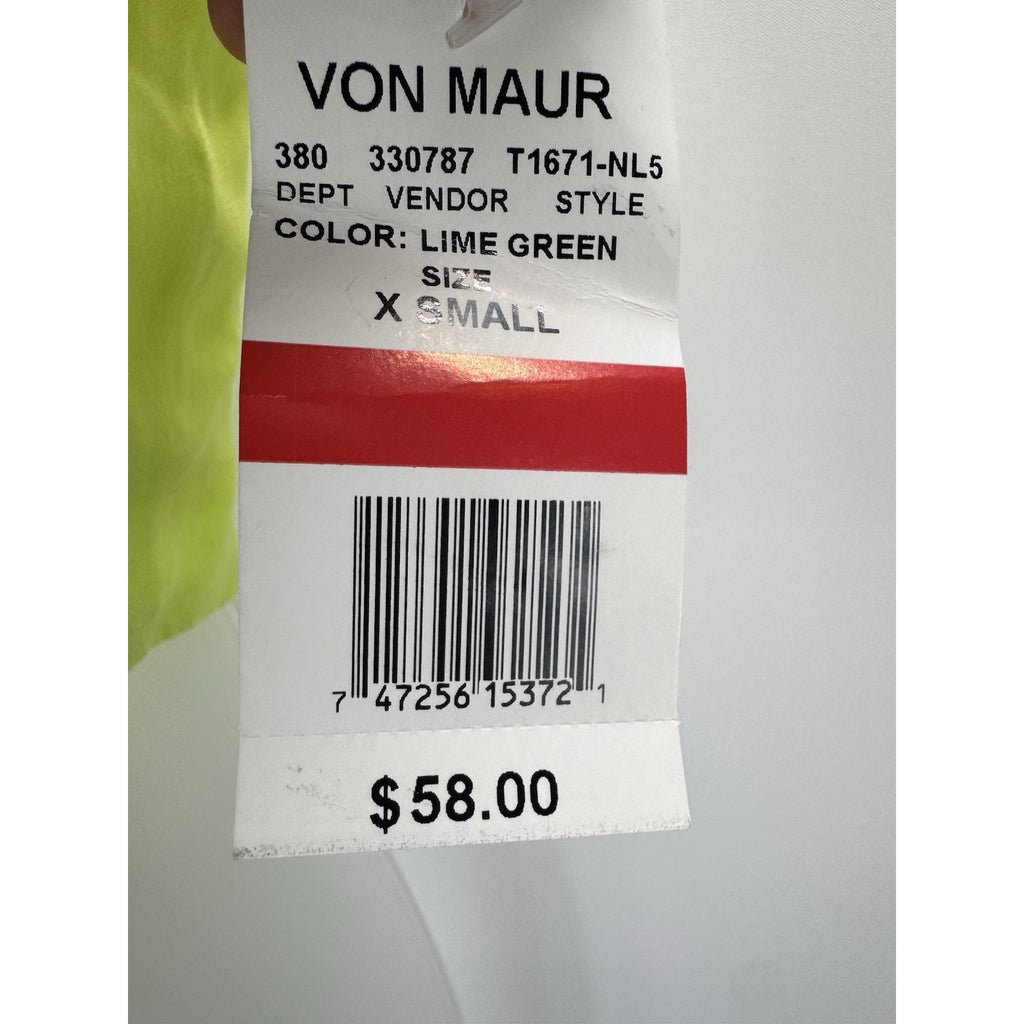 VON MAUR
380 330787 T1671-NL5
DEPT VENDOR STYLE
COLOR: LIME GREEN
SIZE
X SMALL
7 47256 15372 1
$58.00